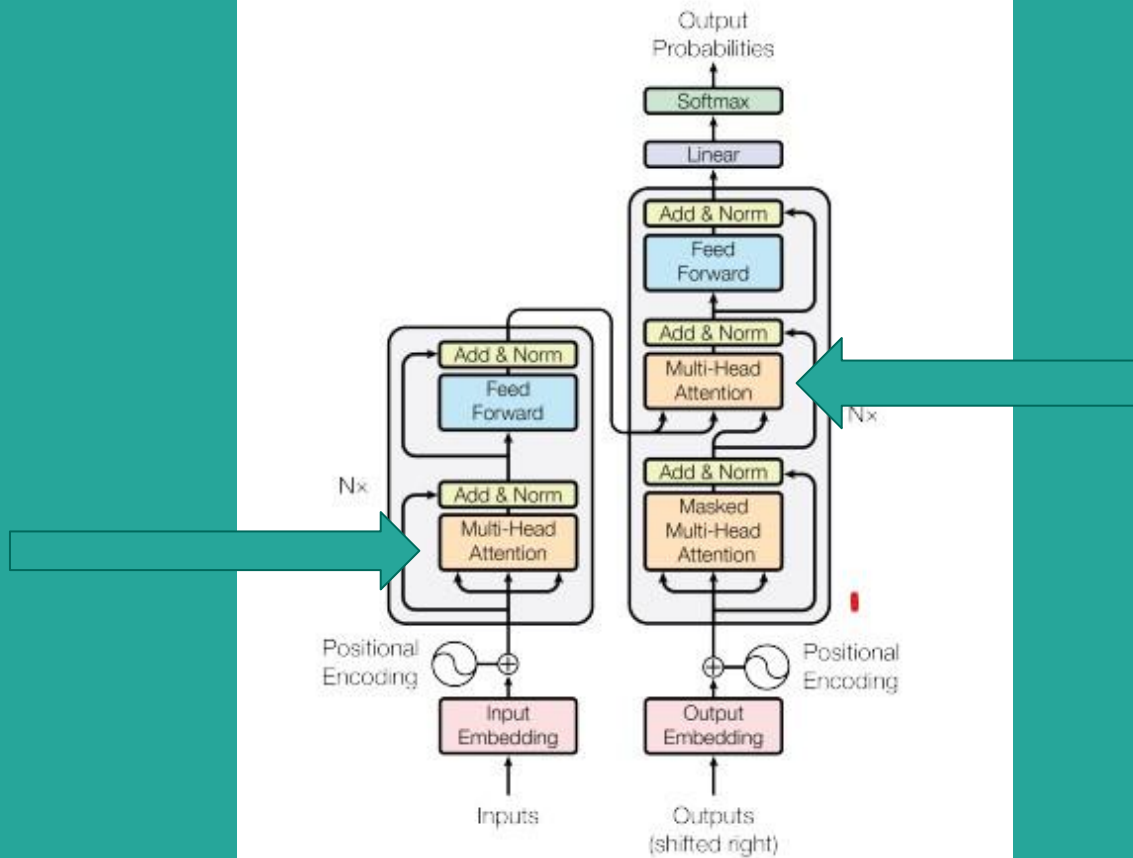 Output
Probabilities
Softmax
Linear
Add & Norm
Feed
Forward
Add & Norm
Multi-Head
Attention
Nx
Add & Norm
Masked
Multi-Head
Attention
Add & Norm
Feed
Forward
Nx
Add & Norm
Multi-Head
Attention
Positional
Encoding
Positional
Encoding
Input
Embedding
Output
Embedding
Inputs
Outputs
(shifted right)